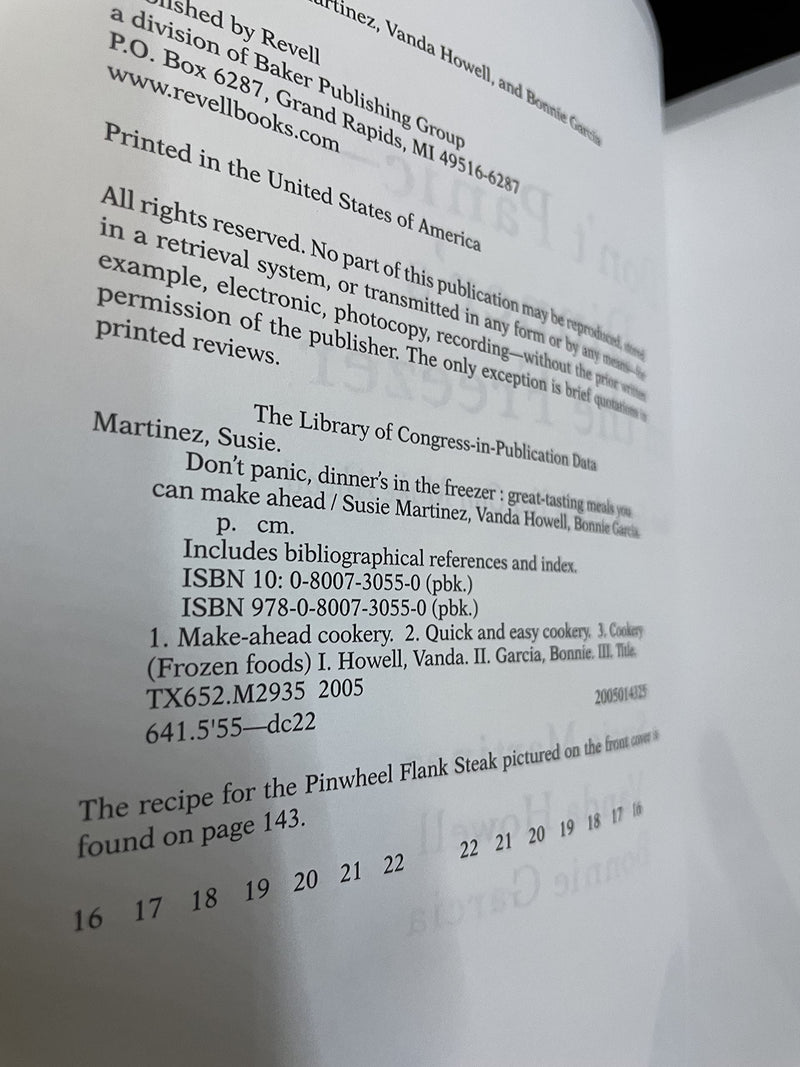 Martinez, Vanda Howell, and Bonnie Garcia
Published by Revell
a division of Baker Publishing Group
P.O. Box 6287, Grand Rapids, MI 49516-6287
www.revellbooks.com
Printed in the United States of America
All rights reserved. No part of this publication may be reproduced, stored
in a retrieval system, or transmitted in any form or by any means—for
example, electronic, photocopy, recording—without the prior written
permission of the publisher. The only exception is brief quotations in
printed reviews.
The Library of Congress-in-Publication Data
Martinez, Susie.
Don't panic, dinner's in the freezer : great-tasting meals you
can make ahead / Susie Martinez, Vanda Howell, Bonnie Garcia.
p. cm.
Includes bibliographical references and index.
ISBN 10: 0-8007-3055-0 (pbk.)
ISBN 978-0-8007-3055-0 (pbk.)
1. Make-ahead cookery. 2. Quick and easy cookery. 3. Cookery
(Frozen foods) I. Howell, Vanda. II. Garcia, Bonnie. III. Title.
TX652.M2935 2005
641.5'55—dc22
2005014325
The recipe for the Pinwheel Flank Steak pictured on the front cover is
found on page 143.
16 17 18 19 20 21 22 22 21 20 19 18 17 16